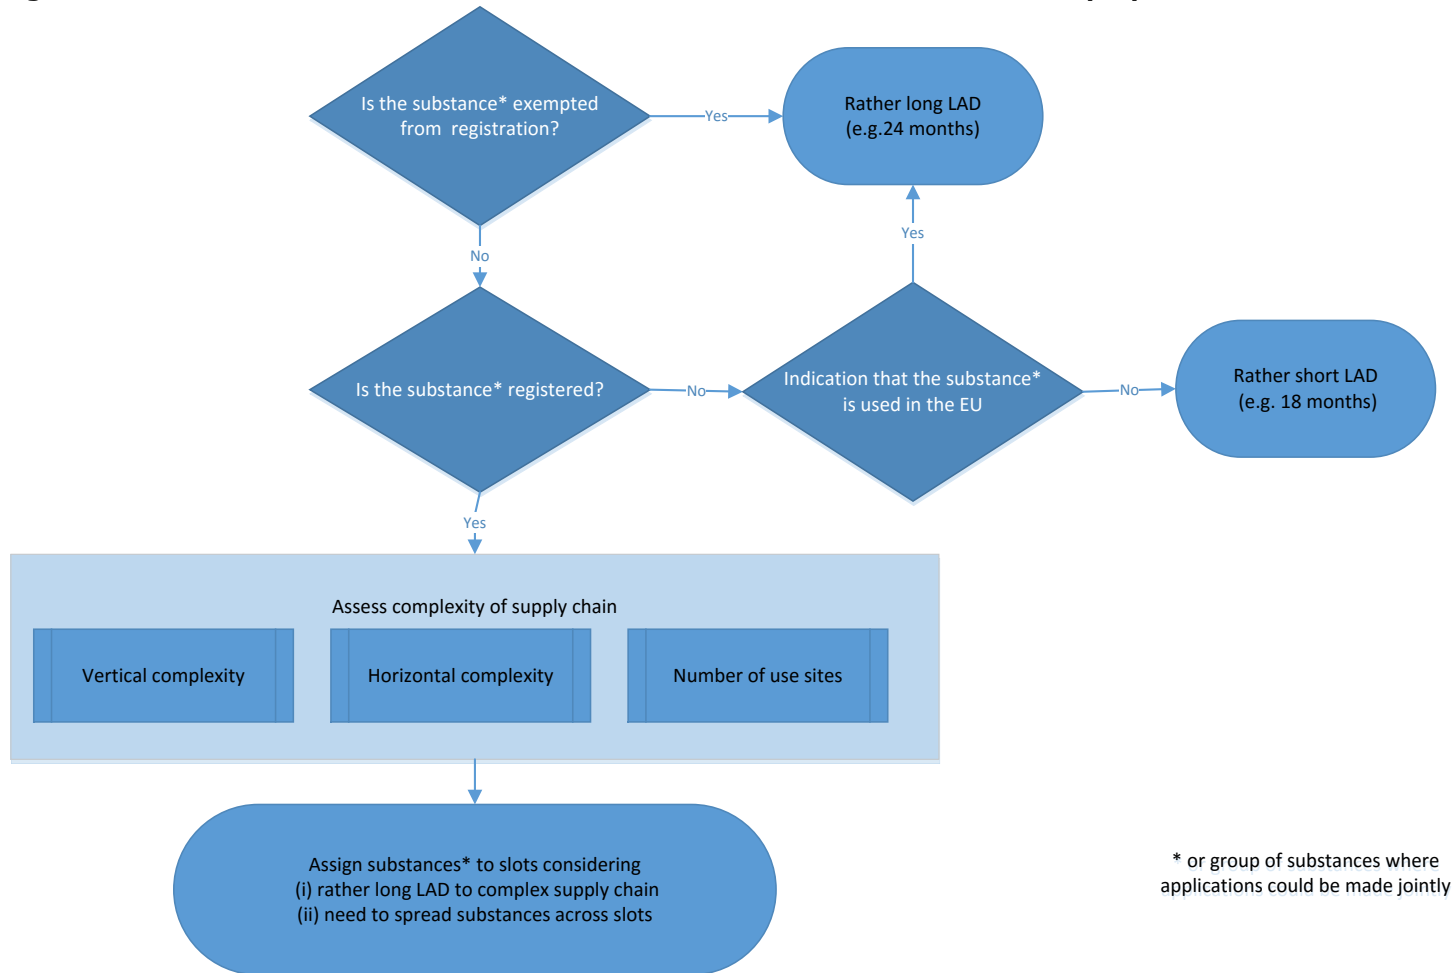 Is the substance* exempted
from registration?
Yes
Rather long LAD
(e.g.24 months)
No
Yes
Is the substance* registered?
No
Indication that the substance*
is used in the EU
No
Rather short LAD
(e.g. 18 months)
Yes
Assess complexity of supply chain
Vertical complexity
Horizontal complexity
Number of use sites
Assign substances* to slots considering
(i) rather long LAD to complex supply chain
(ii) need to spread substances across slots
* or group of substances where
applications could be made jointly